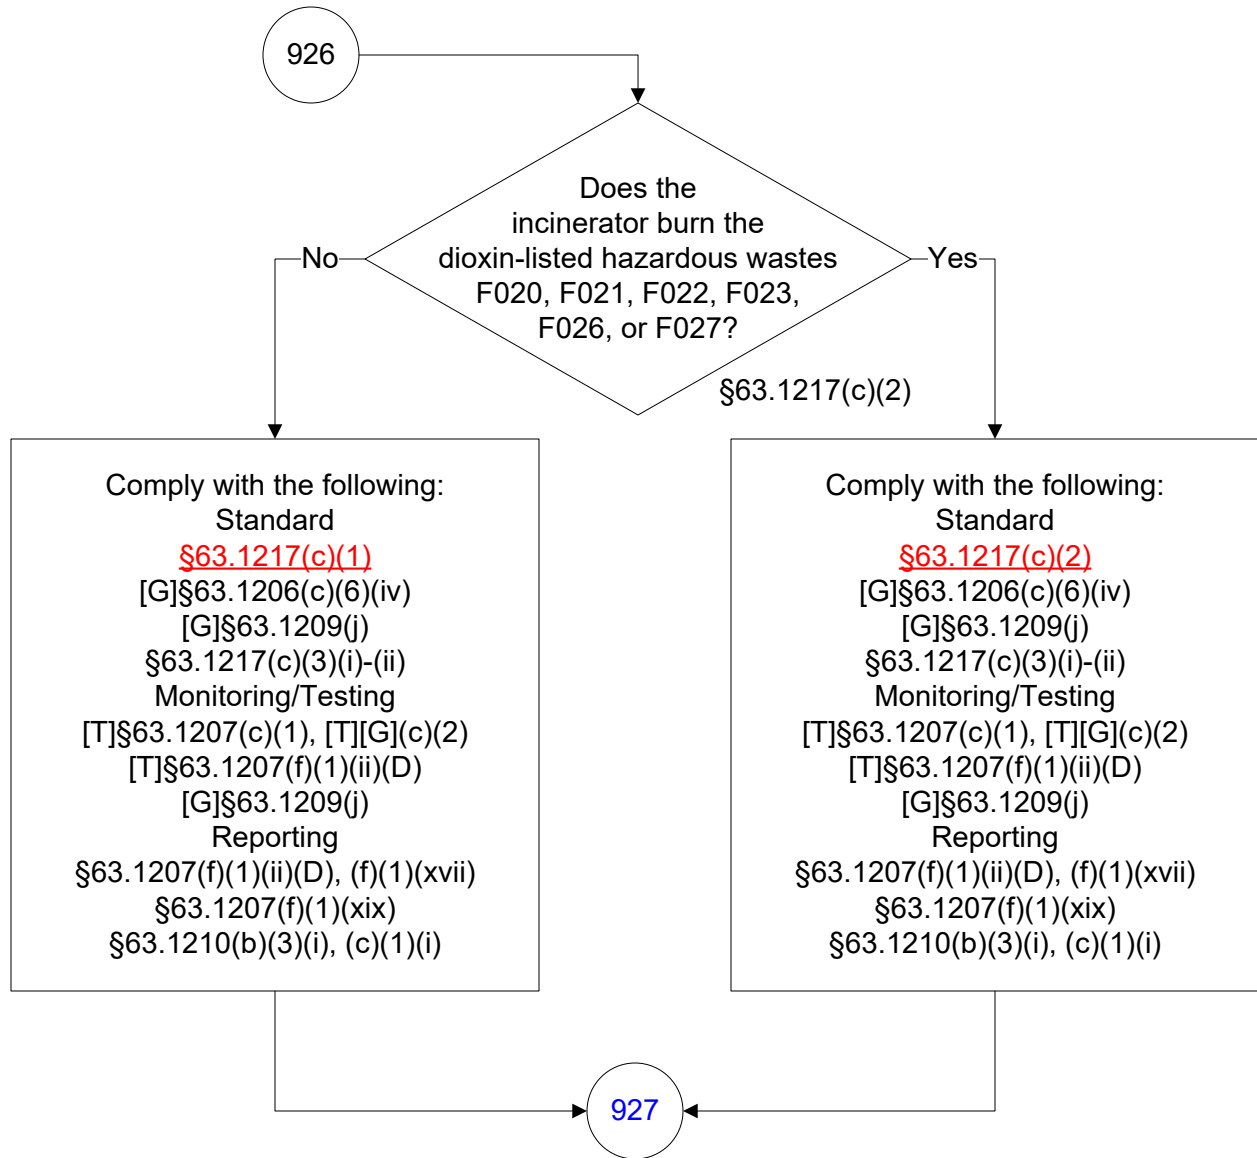 926
Does the
incinerator burn the
dioxin-listed hazardous wastes
F020, F021, F022, F023,
F026, or F027?
No
Yes
§63.1217(c)(2)
Comply with the following:
Standard
§63.1217(c)(1)
[G]§63.1206(c)(6)(iv)
[G]§63.1209(j)
§63.1217(c)(3)(i)-(ii)
Monitoring/Testing
[T]§63.1207(c)(1), [T][G](c)(2)
[T]§63.1207(f)(1)(ii)(D)
[G]§63.1209(j)
Reporting
§63.1207(f)(1)(ii)(D), (f)(1)(xvii)
§63.1207(f)(1)(xix)
§63.1210(b)(3)(i), (c)(1)(i)
Comply with the following:
Standard
§63.1217(c)(2)
[G]§63.1206(c)(6)(iv)
[G]§63.1209(j)
§63.1217(c)(3)(i)-(ii)
Monitoring/Testing
[T]§63.1207(c)(1), [T][G](c)(2)
[T]§63.1207(f)(1)(ii)(D)
[G]§63.1209(j)
Reporting
§63.1207(f)(1)(ii)(D), (f)(1)(xvii)
§63.1207(f)(1)(xix)
§63.1210(b)(3)(i), (c)(1)(i)
927